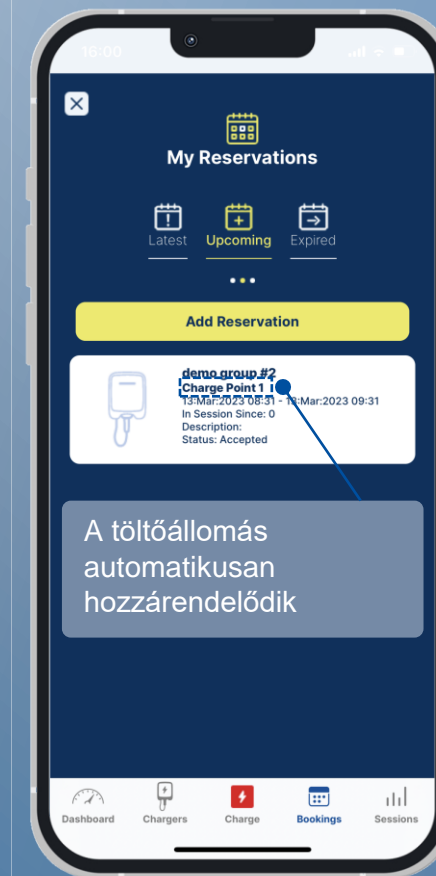 16:00
My Reservations
Latest Upcoming Expired
Add Reservation
demo group #2
Charge Point 1
13:Mar:2023 08:31 - 13:Mar:2023 09:31
In Session Since: 0
Description:
Status: Accepted
A töltőállomás
automatikusan
hozzárendelődik
Dashboard Chargers Charge Bookings Sessions